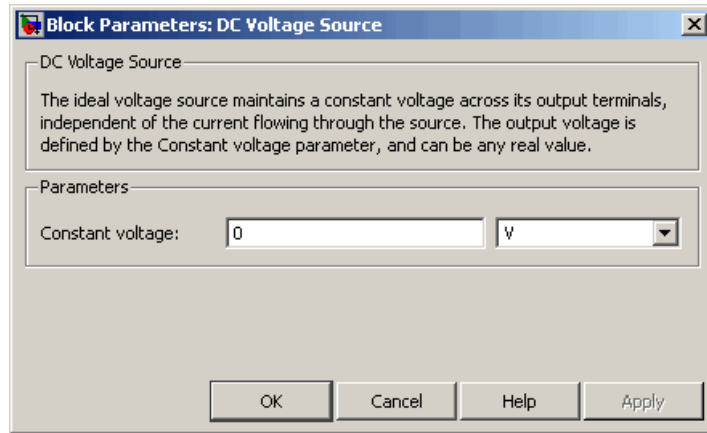 Block Parameters: DC Voltage Source
DC Voltage Source
The ideal voltage source maintains a constant voltage across its output terminals,
independent of the current flowing through the source. The output voltage is
defined by the Constant voltage parameter, and can be any real value.
Parameters
Constant voltage: 0 V
OK Cancel Help Apply